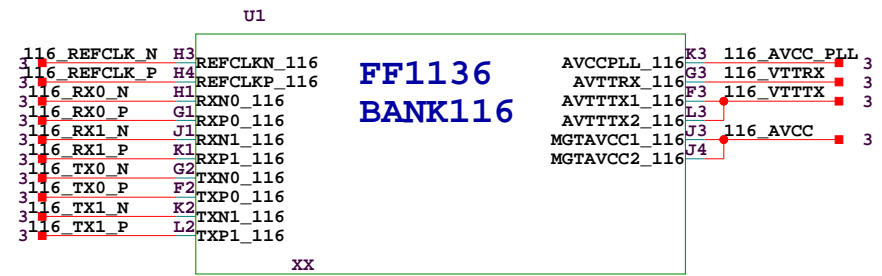 U1
3 116_REFCLK_N H3 REFCLKN_116
3 116_REFCLK_P H4 REFCLKP_116
3 116_RX0_N H1 RXN0_116
3 116_RX0_P G1 RXP0_116
3 116_RX1_N J1 RXN1_116
3 116_RX1_P K1 RXP1_116
3 116_TX0_N G2 TXN0_116
3 116_TX0_P F2 TXP0_116
3 116_TX1_N K2 TXN1_116
3 116_TX1_P L2 TXP1_116
FF1136
BANK116
AVCCPLL_116 K3 116_AVCC_PLL 3
AVTTRX_116 G3 116_VTTRX 3
AVTTTX1_116 F3 116_VTTTX 3
AVTTTX2_116 L3
MGTAVCC1_116 J3 116_AVCC 3
MGTAVCC2_116 J4
XX